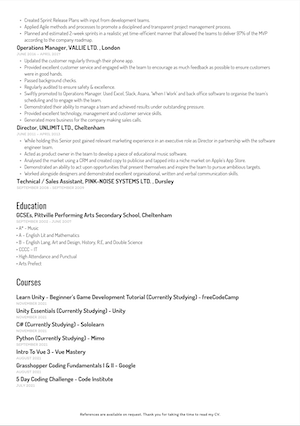 Created Sprint Release Plans with input from development teams.
Applied Agile methods and processes to promote a disciplined and transparent project management process.
Planned and estimated 2-week sprints in a realistic yet time-efficient manner that allowed the teams to deliver 97% of the MVP
according to the company roadmap.
Operations Manager, VALLIE LTD. , London
Updated the customer regularly through their phone app.
Provided excellent customer service and engaged with the team to encourage as much feedback as possible to ensure customers
were in good hands.
Passed background checks.
Regularly audited to ensure safety & excellence.
Swiftly promoted to Operations Manager. Used Excel, Slack, Asana, 'When I Work' and back office software to organise the team's
scheduling and to engage with the team.
Demonstrated their ability to manage a team and achieved results under outstanding pressure.
Provided excellent technology, management and customer service skills.
Generated more business for the company making sales calls.
Director, UNLIMIT LTD., Cheltenham
While holding this Senior post gained relevant marketing experience in an executive role as Director in partnership with the software
engineer team.
Acted as product owner in the team to develop a piece of educational music software.
Analysed the market using a CRM and created copy to publicise and tapped into a niche market on Apple's App Store.
Demonstrated an ability to act upon opportunities that present themselves and inspire the team to pursue ambitious targets.
Worked alongside designers and demonstrated excellent organisational, written and verbal communication skills.
Technical / Sales Assistant, PINK-NOISE SYSTEMS LTD. , Dursley
Education
GCSEs, Pittville Performing Arts Secondary School, Cheltenham
• A* - Music
• A - English Lit and Mathematics
• B - English Lang, Art and Design, History, R.E, and Double Science
• CCCC - IT
• High Attendance and Punctual
• Arts Prefect
Courses
Learn Unity - Beginner's Game Development Tutorial (Currently Studying) - FreeCodeCamp
NOVEMBER 2022
Unity Essentials (Currently Studying) - Unity
NOVEMBER 2022
C# (Currently Studying) - Sololearn
NOVEMBER 2022
Python (Currently Studying) - Mimo
NOVEMBER 2022
Intro To Vue 3 - Vue Mastery
AUGUST 2022
Grasshopper Coding Fundamentals I & II - Google
AUGUST 2022
5 Day Coding Challenge - Code Institute
JULY 2022
References are available on request. Thank you for taking the time to read my CV.